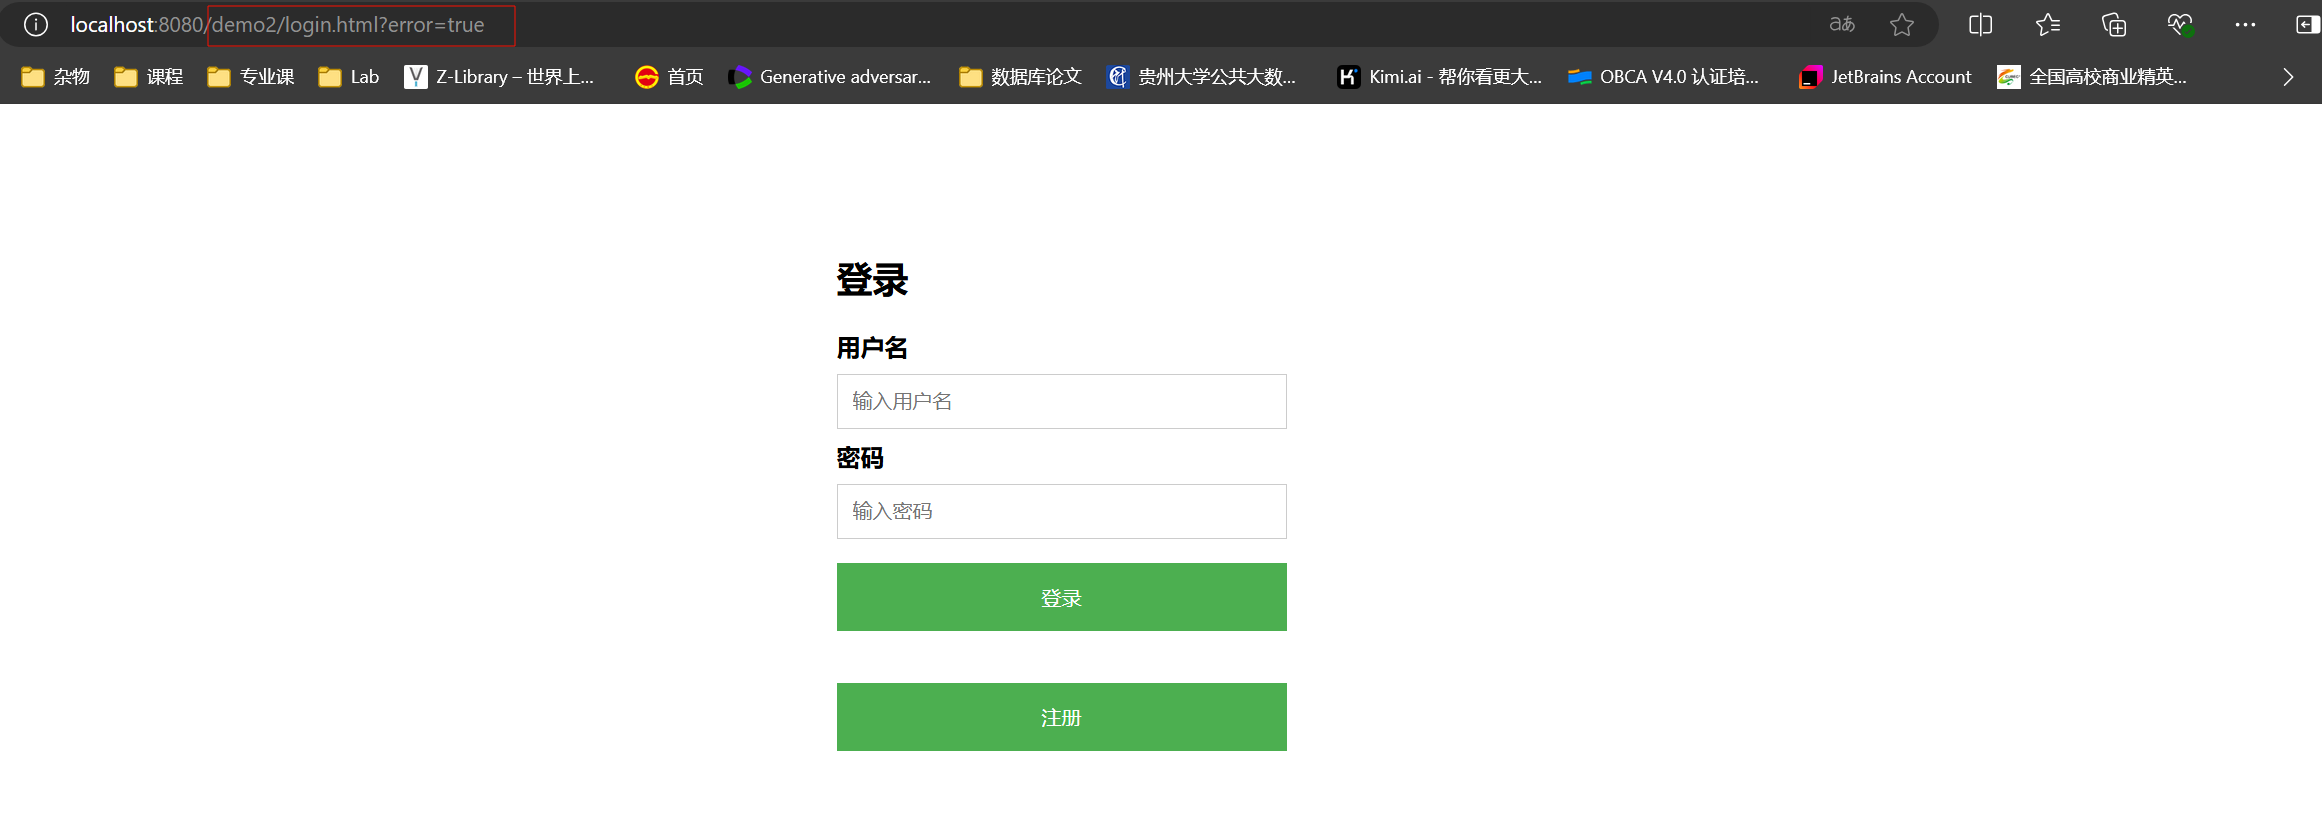 localhost:8080/demo2/login.html?error=true
杂物 课程 专业课 Lab Z-Library – 世界上... 首页 Generative adversar... 数据库论文 贵州大学公共大数... Kimi.ai - 帮你看更大... OBCA V4.0 认证培... JetBrains Account 全国高校商业精英...
登录
用户名
输入用户名
密码
输入密码
登录
注册